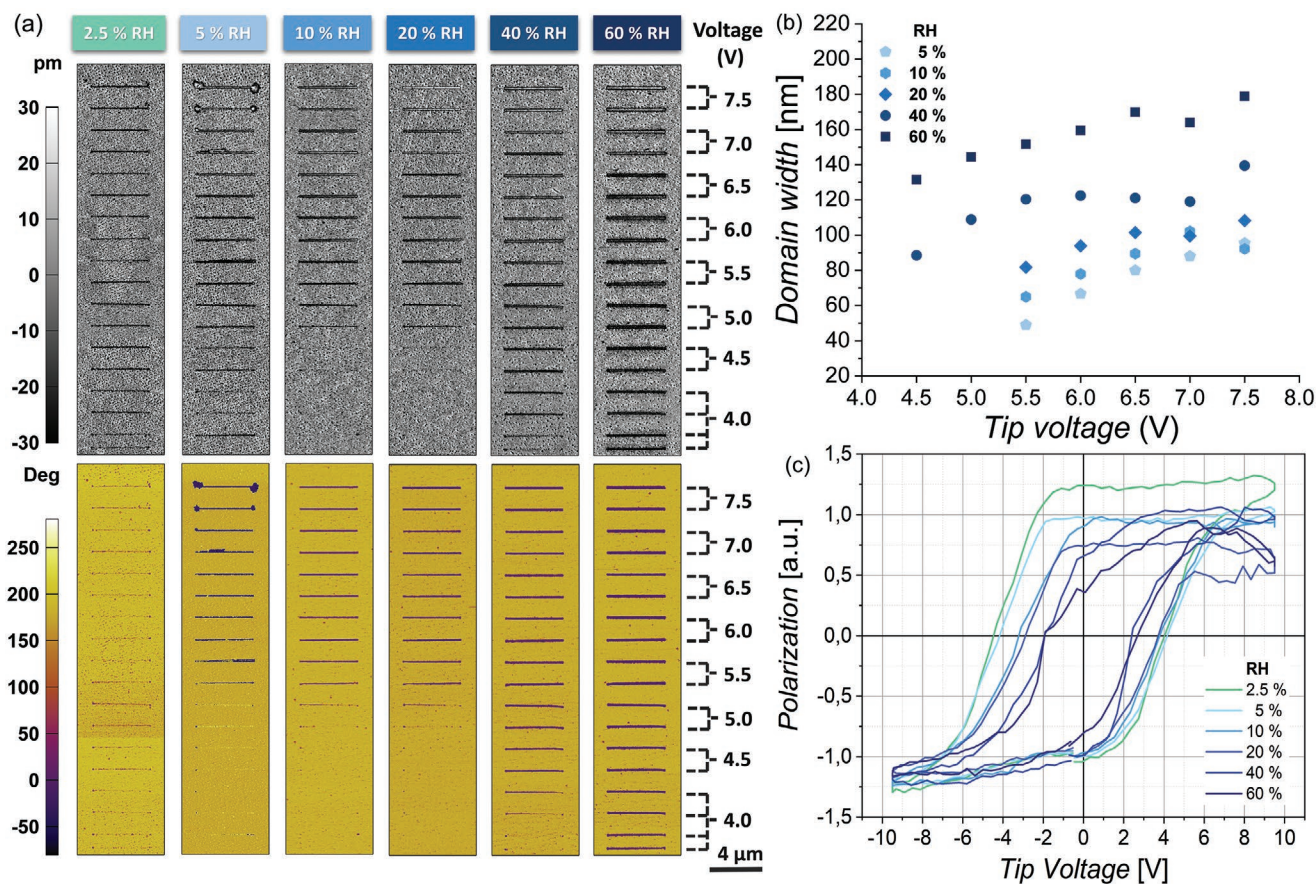 (a)
2.5 % RH
5 % RH
10 % RH
20 % RH
40 % RH
60 % RH
Voltage
(V)
pm
30
20
10
0
-10
-20
-30
7.5
7.0
6.5
6.0
5.5
5.0
4.5
4.0
Deg
250
200
150
100
50
0
-50
7.5
7.0
6.5
6.0
5.5
5.0
4.5
4.0
4 µm
(b)
Domain width [nm]
220
200
180
160
140
120
100
80
60
40
20
RH
5 %
10 %
20 %
40 %
60 %
4.0 4.5 5.0 5.5 6.0 6.5 7.0 7.5 8.0
Tip voltage (V)
(c)
Polarization [a.u.]
1,5
1,0
0,5
0,0
-0,5
-1,0
-1,5
RH
2.5 %
5 %
10 %
20 %
40 %
60 %
-10 -8 -6 -4 -2 0 2 4 6 8 10
Tip Voltage [V]